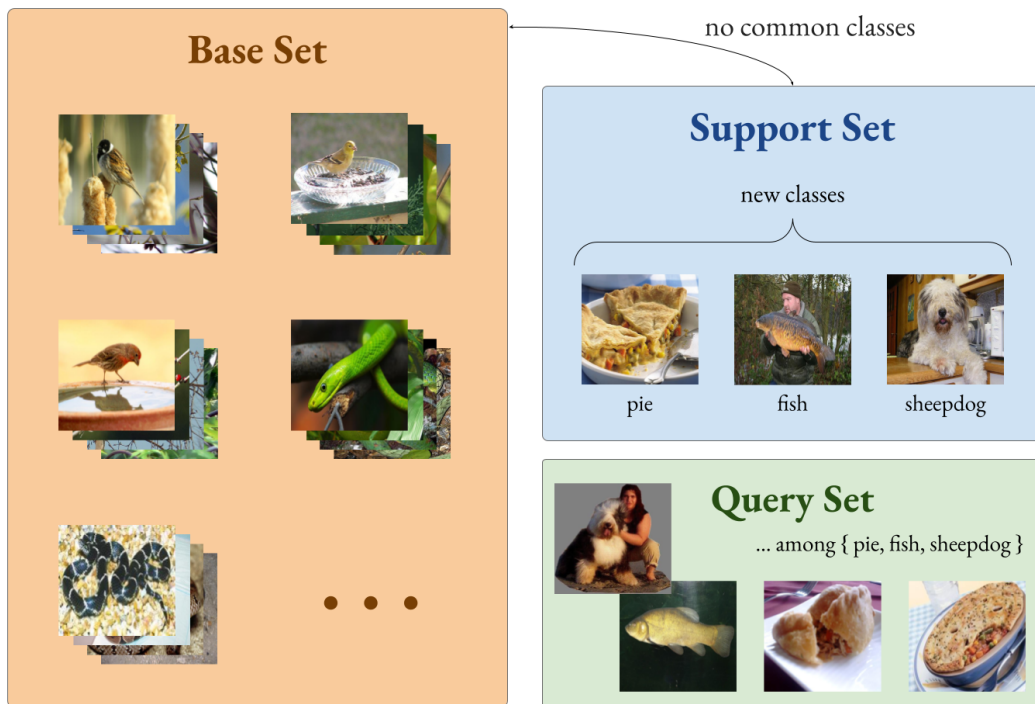 Base Set
no common classes
Support Set
new classes
pie
fish
sheepdog
Query Set
... among { pie, fish, sheepdog }